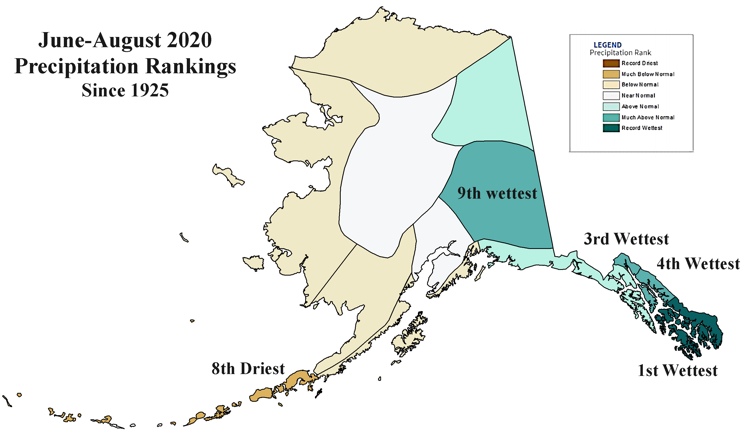 June-August 2020
Precipitation Rankings
Since 1925
LEGEND
Precipitation Rank
Record Driest
Much Below Normal
Below Normal
Near Normal
Above Normal
Much Above Normal
Record Wettest
9th wettest
3rd Wettest
4th Wettest
8th Driest
1st Wettest